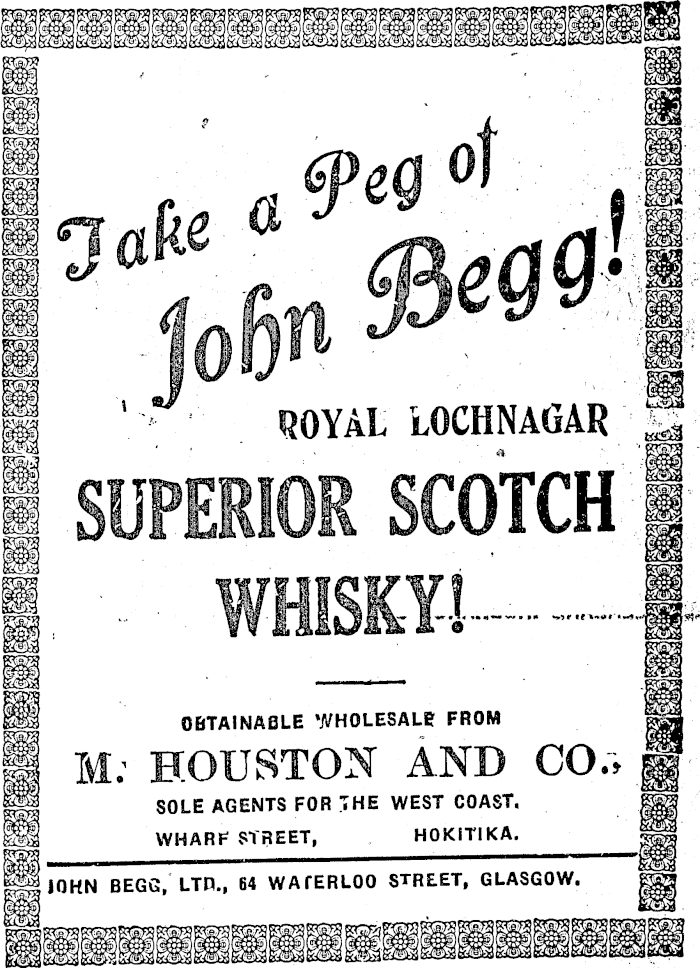 Take a Peg of
John Begg!
ROYAL LOCHNAGAR
SUPERIOR SCOTCH
WHISKY!
OBTAINABLE WHOLESALE FROM
M. HOUSTON AND CO.,
SOLE AGENTS FOR THE WEST COAST.
WHARF STREET, HOKITIKA.
JOHN BEGG, LTD., 64 WATERLOO STREET, GLASGOW.